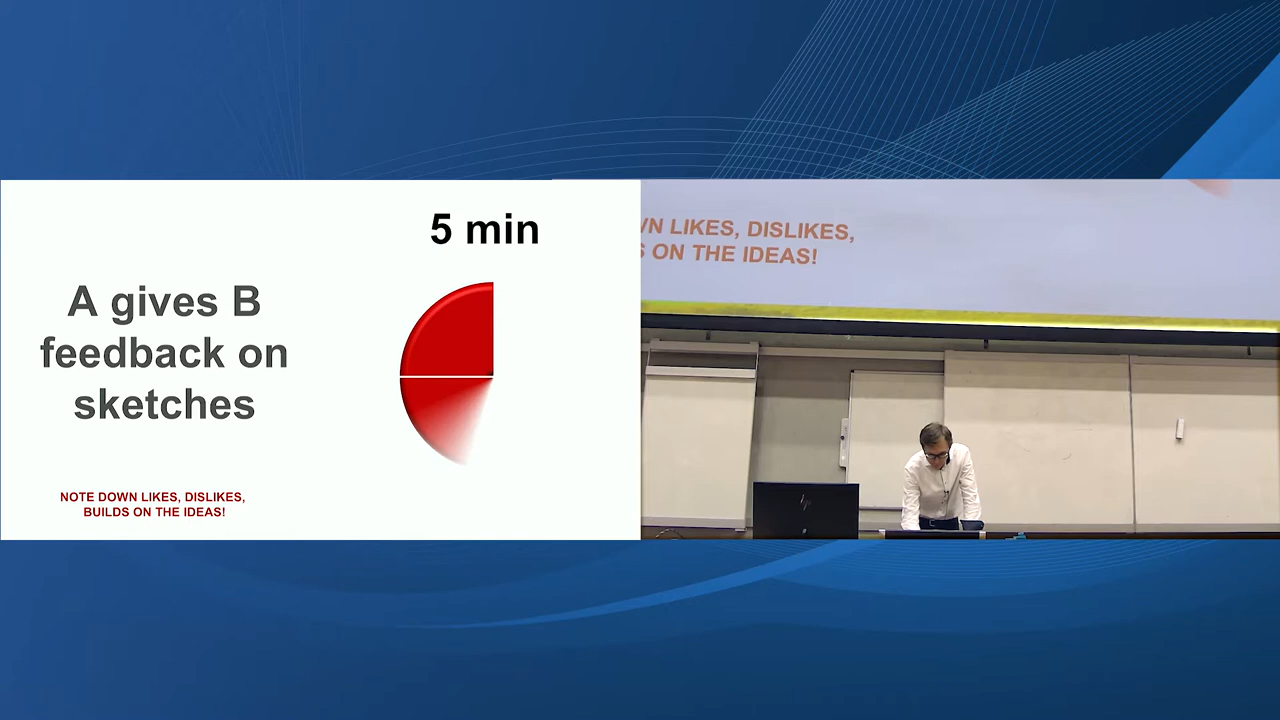 5 min
A gives B
feedback on
sketches
NOTE DOWN LIKES, DISLIKES,
BUILDS ON THE IDEAS!
LIKES, DISLIKES,
ON THE IDEAS!
hp